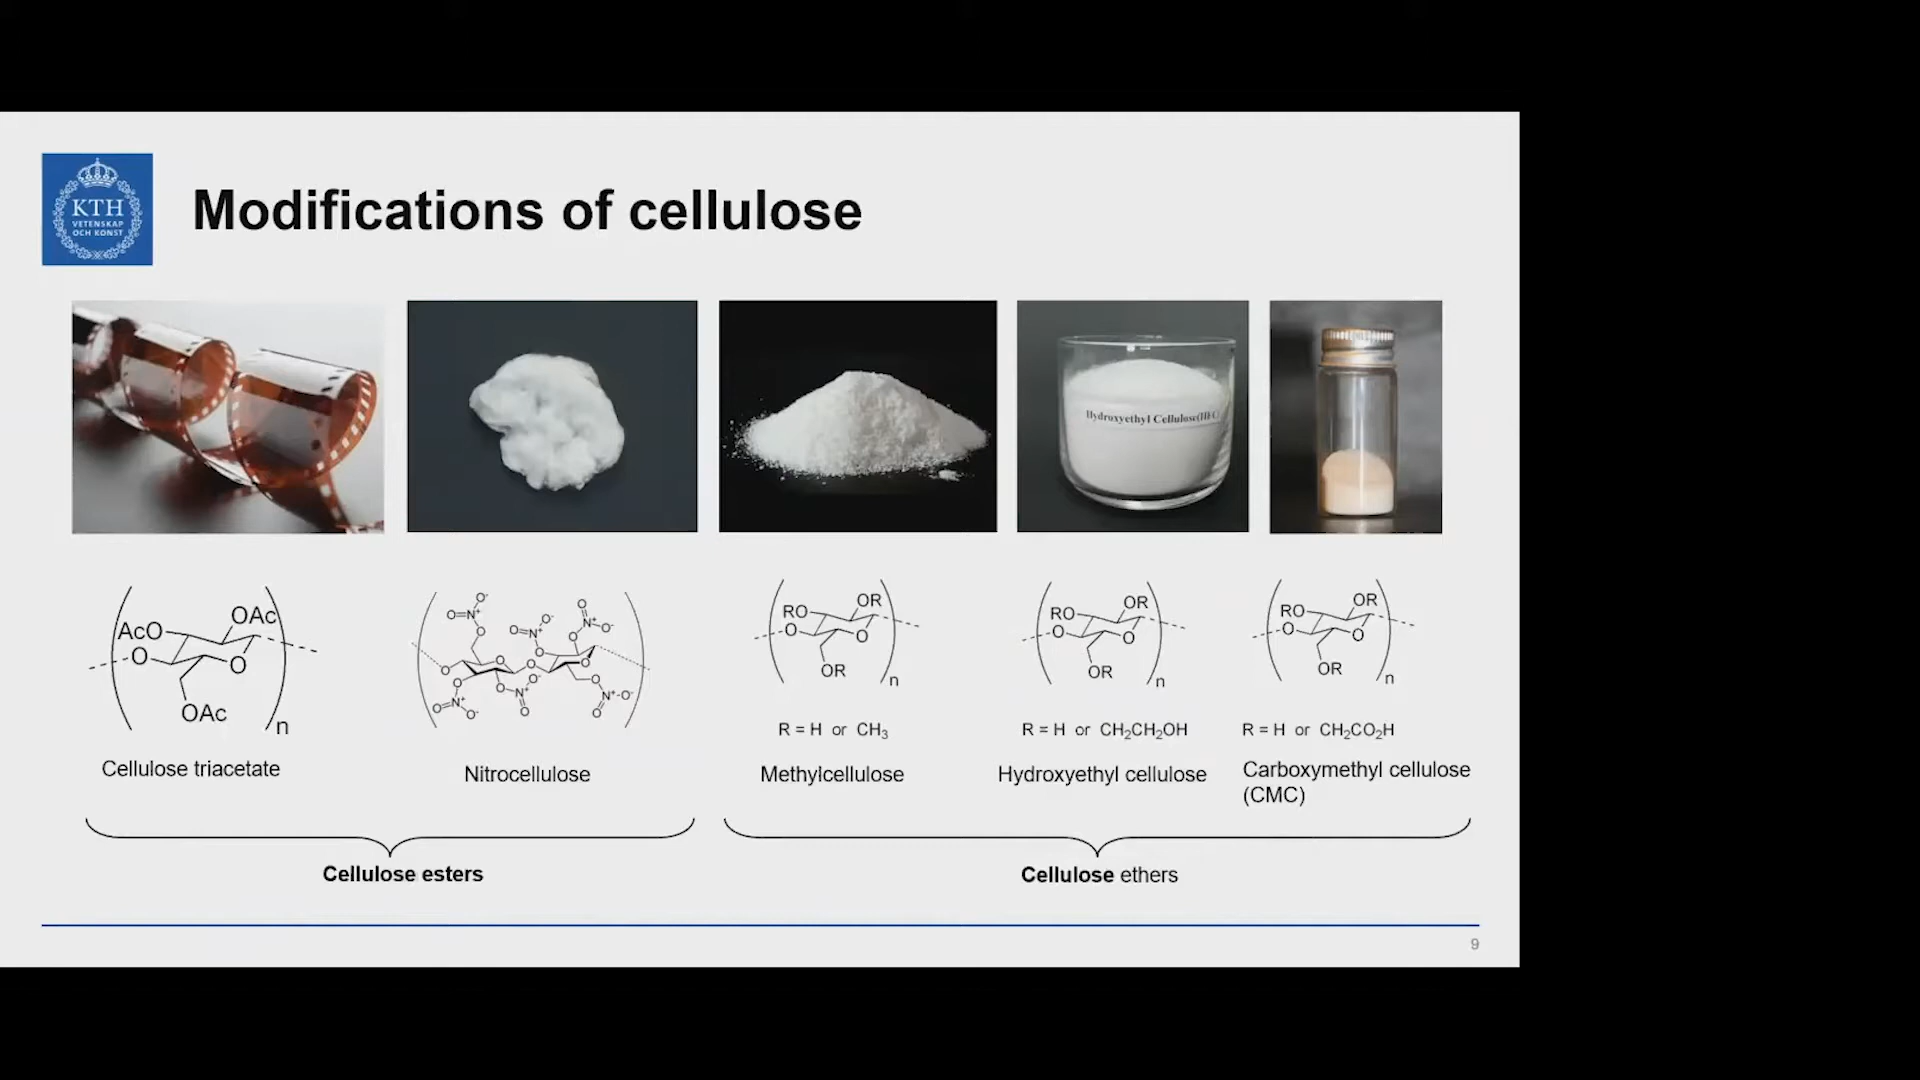 KTH
VETENSKAP
OCH KONST
Modifications of cellulose
Hydroxyethyl Cellulose(HEC)
AcO
OAc
O
O
OAc
n
O=N⁺
O⁻
O
O=N⁺
O⁻
O
O
N⁺
O⁻
O
O
O
O
O
O
O
O
N⁺
O⁻
O
O
N⁺-O⁻
O
O=N⁺
O⁻
RO
OR
O
O
OR
n
RO
OR
O
O
OR
n
RO
OR
O
O
OR
n
R = H or CH₃
R = H or CH₂CH₂OH
R = H or CH₂CO₂H
Cellulose triacetate
Nitrocellulose
Methylcellulose
Hydroxyethyl cellulose
Carboxymethyl cellulose
(CMC)
Cellulose esters
Cellulose ethers
9